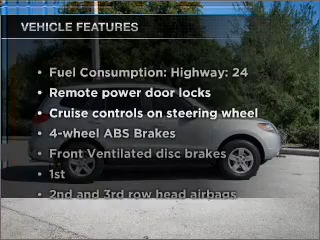 VEHICLE FEATURES
• Fuel Consumption: Highway: 24
• Remote power door locks
• Cruise controls on steering wheel
• 4-wheel ABS Brakes
• Front Ventilated disc brakes
• 1st
• 2nd and 3rd row head airbags